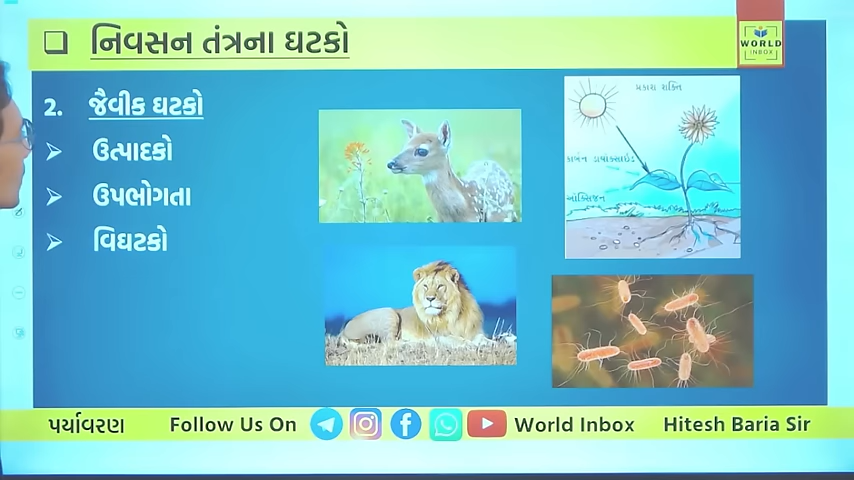 ❑ નિવસન તંત્રના ઘટકો
WORLD
INBOX
2. જૈવીક ઘટકો
➢ ઉત્પાદકો
➢ ઉપભોગતા
➢ વિઘટકો
પ્રકાશ શક્તિ
કાર્બન ડાયોક્સાઈડ
ઓક્સિજન
પર્યાવરણ Follow Us On World Inbox Hitesh Baria Sir